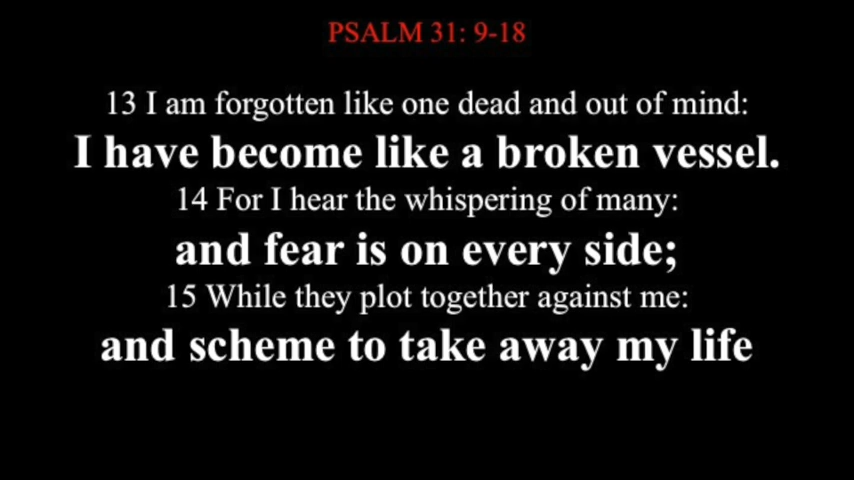 PSALM 31: 9-18
13 I am forgotten like one dead and out of mind:
I have become like a broken vessel.
14 For I hear the whispering of many:
and fear is on every side;
15 While they plot together against me:
and scheme to take away my life